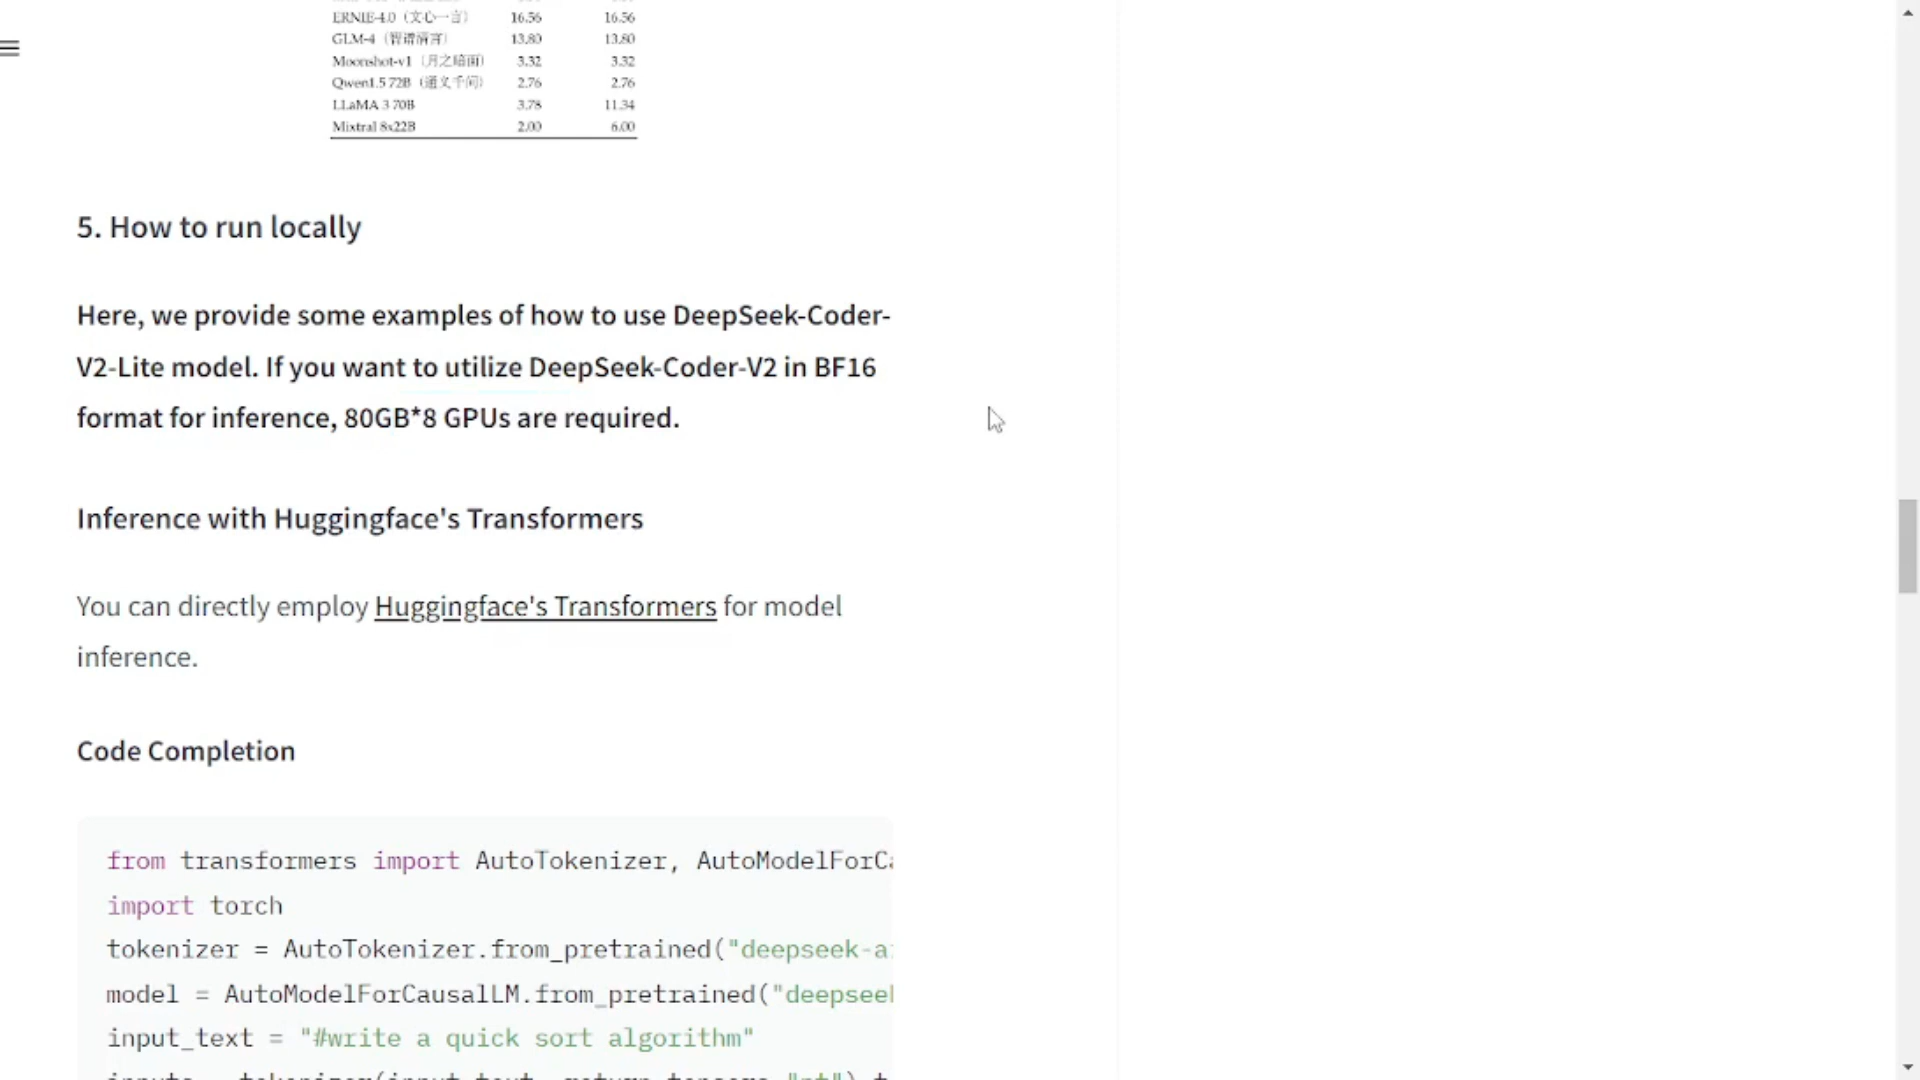 ERNIE-4.0（文心一言） 16.56 16.56
GLM-4（智谱清言） 13.80 13.80
Moonshot-v1（月之暗面） 3.32 3.32
Qwen1.5 72B（通义千问） 2.76 2.76
LLaMA 3 70B 3.78 11.34
Mixtral 8x22B 2.00 6.00
5. How to run locally
Here, we provide some examples of how to use DeepSeek-Coder-
V2-Lite model. If you want to utilize DeepSeek-Coder-V2 in BF16
format for inference, 80GB*8 GPUs are required.
Inference with Huggingface's Transformers
You can directly employ Huggingface's Transformers for model
inference.
Code Completion
from transformers import AutoTokenizer, AutoModelForCa
import torch
tokenizer = AutoTokenizer.from_pretrained("deepseek-a
model = AutoModelForCausalLM.from_pretrained("deepsee
input_text = "#write a quick sort algorithm"